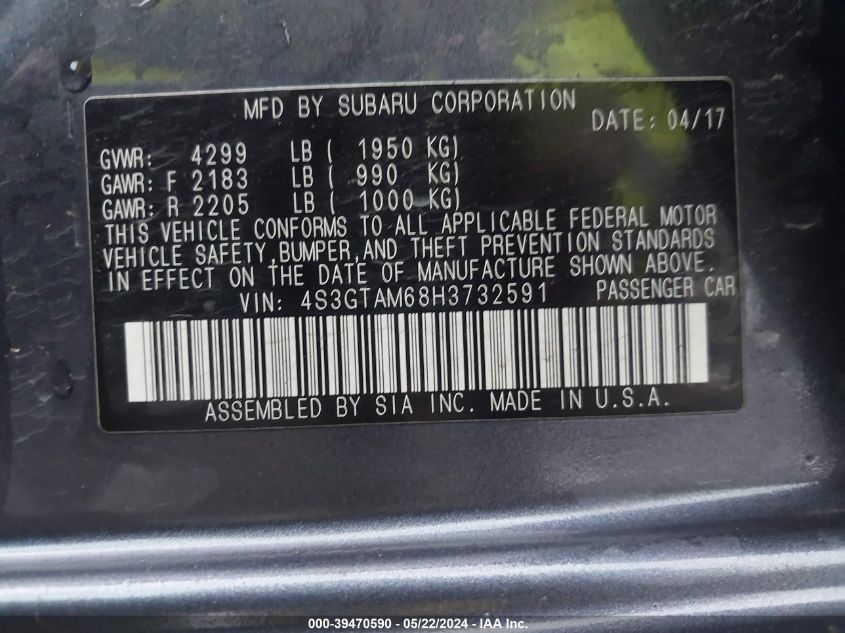 MFD BY SUBARU CORPORATION
DATE: 04/17
GVWR: 4299 LB ( 1950 KG)
GAWR: F 2183 LB ( 990 KG)
GAWR: R 2205 LB ( 1000 KG)
THIS VEHICLE CONFORMS TO ALL APPLICABLE FEDERAL MOTOR
VEHICLE SAFETY,BUMPER,AND THEFT PREVENTION STANDARDS
IN EFFECT ON THE DATE OF MANUFACTURE SHOWN ABOVE.
VIN: 4S3GTAM68H3732591 PASSENGER CAR
ASSEMBLED BY SIA INC. MADE IN U.S.A.
000-39470590 - 05/22/2024 - IAA Inc.